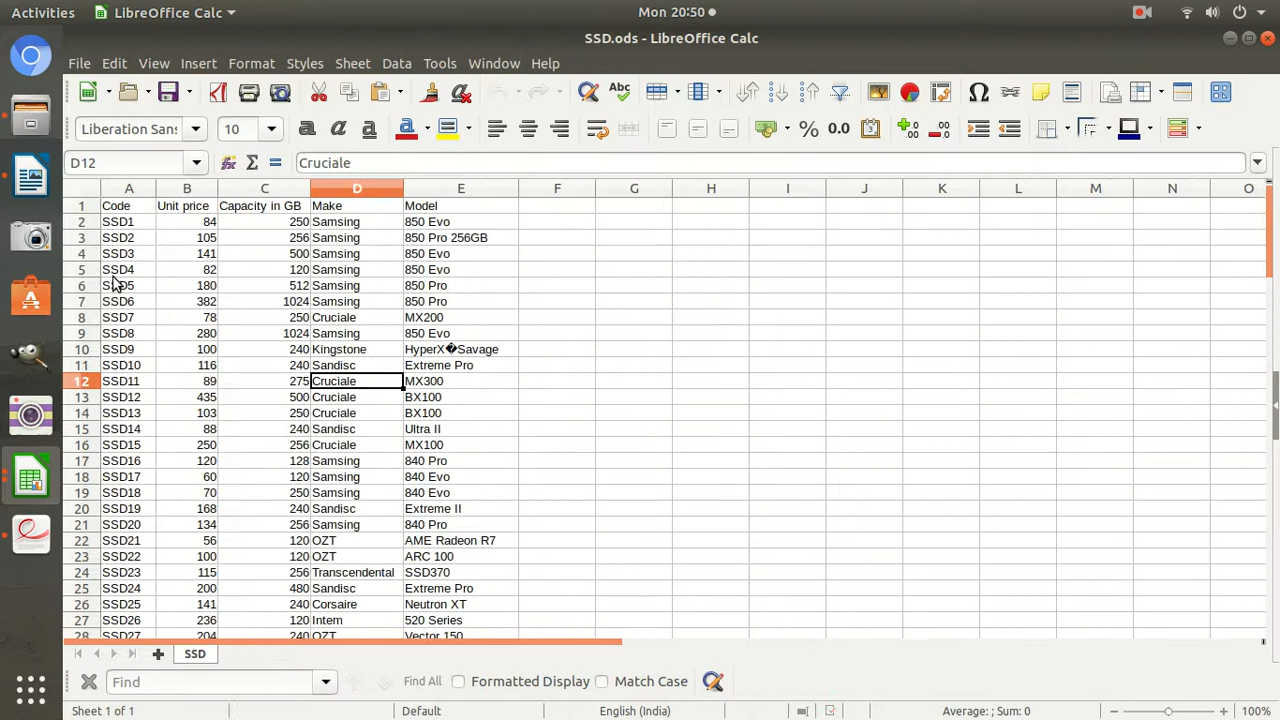 Activities LibreOffice Calc Mon 20:50
SSD.ods - LibreOffice Calc
File Edit View Insert Format Styles Sheet Data Tools Window Help
Abc
Liberation Sans 10 a a a a % 0.0
D12 Σ = Cruciale
A B C D E F G H I J K L M N O
1 Code Unit price Capacity in GB Make Model
2 SSD1 84 250 Samsing 850 Evo
3 SSD2 105 256 Samsing 850 Pro 256GB
4 SSD3 141 500 Samsing 850 Evo
5 SSD4 82 120 Samsing 850 Evo
6 SSD5 180 512 Samsing 850 Pro
7 SSD6 382 1024 Samsing 850 Pro
8 SSD7 78 250 Cruciale MX200
9 SSD8 280 1024 Samsing 850 Evo
10 SSD9 100 240 Kingstone HyperX�Savage
11 SSD10 116 240 Sandisc Extreme Pro
12 SSD11 89 275 Cruciale MX300
13 SSD12 435 500 Cruciale BX100
14 SSD13 103 250 Cruciale BX100
15 SSD14 88 240 Sandisc Ultra II
16 SSD15 250 256 Cruciale MX100
17 SSD16 120 128 Samsing 840 Pro
18 SSD17 60 120 Samsing 840 Evo
19 SSD18 70 250 Samsing 840 Evo
20 SSD19 168 240 Sandisc Extreme II
21 SSD20 134 256 Samsing 840 Pro
22 SSD21 56 120 OZT AME Radeon R7
23 SSD22 100 120 OZT ARC 100
24 SSD23 115 256 Transcendental SSD370
25 SSD24 200 480 Sandisc Extreme Pro
26 SSD25 141 240 Corsaire Neutron XT
27 SSD26 236 120 Intem 520 Series
28 SSD27 204 240 OZT Vector 150
SSD
Find Find All Formatted Display Match Case
Sheet 1 of 1 Default English (India) Average: ; Sum: 0 100%